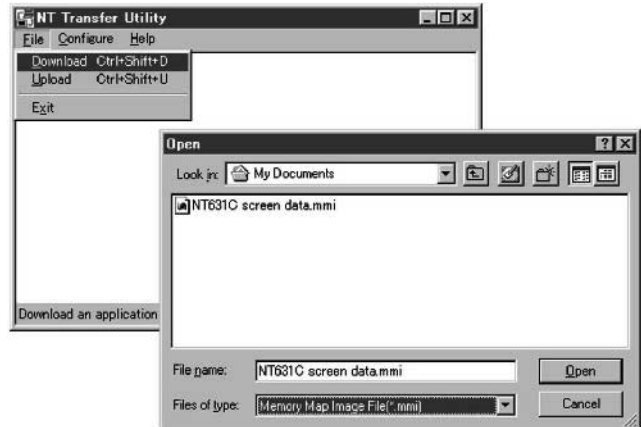 NT Transfer Utility
File Configure Help
Download Ctrl+Shift+D
Upload Ctrl+Shift+U
Exit
Download an application
Open
Look in: My Documents
NT631C screen data.mmi
File name: NT631C screen data.mmi Open
Files of type: Memory Map Image File(*.mmi) Cancel